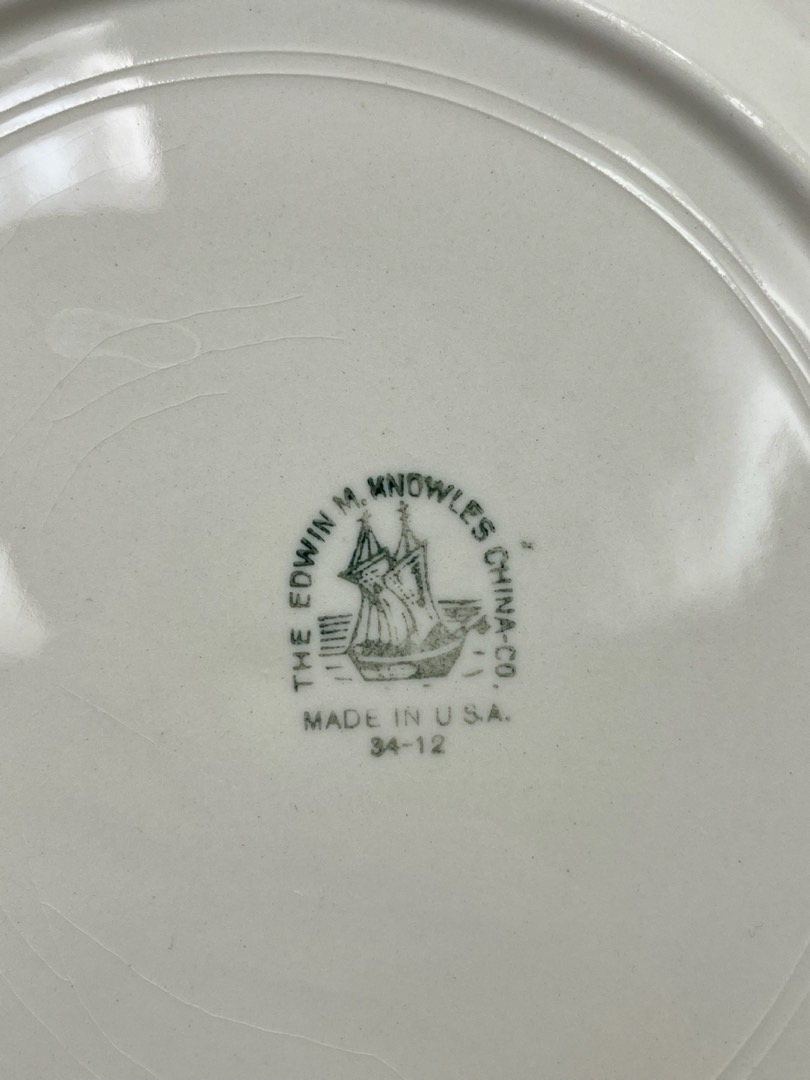 THE EDWIN M. KNOWLES CHINA-CO.
MADE IN U.S.A.
34-12